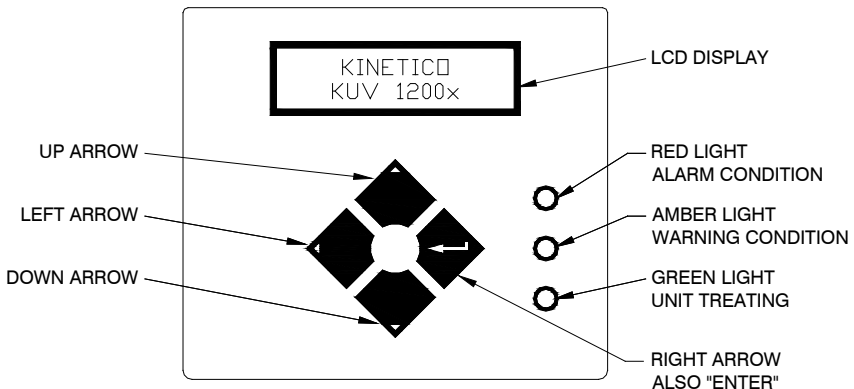 KINETICO
KUV 1200x
LCD DISPLAY
UP ARROW
LEFT ARROW
DOWN ARROW
RED LIGHT
ALARM CONDITION
AMBER LIGHT
WARNING CONDITION
GREEN LIGHT
UNIT TREATING
RIGHT ARROW
ALSO "ENTER"